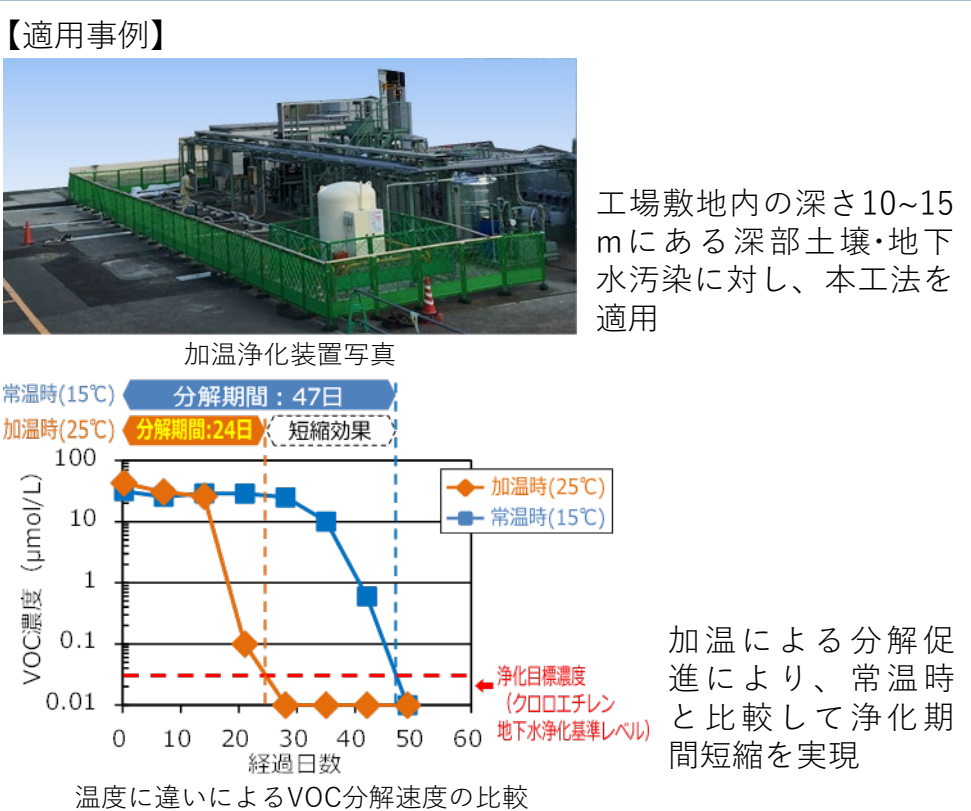 【適用事例】
工場敷地内の深さ10~15
mにある深部土壌･地下
水汚染に対し、本工法を
適用
加温浄化装置写真
常温時(15℃)
分解期間：47日
加温時(25℃)
分解期間:24日
短縮効果
100
10
1
0.1
0.01
VOC濃度（μmol/L）
加温時(25℃)
常温時(15℃)
浄化目標濃度
（クロロエチレン
地下水浄化基準レベル）
0 10 20 30 40 50 60
経過日数
温度に違いによるVOC分解速度の比較
加温による分解促
進により、常温時
と比較して浄化期
間短縮を実現